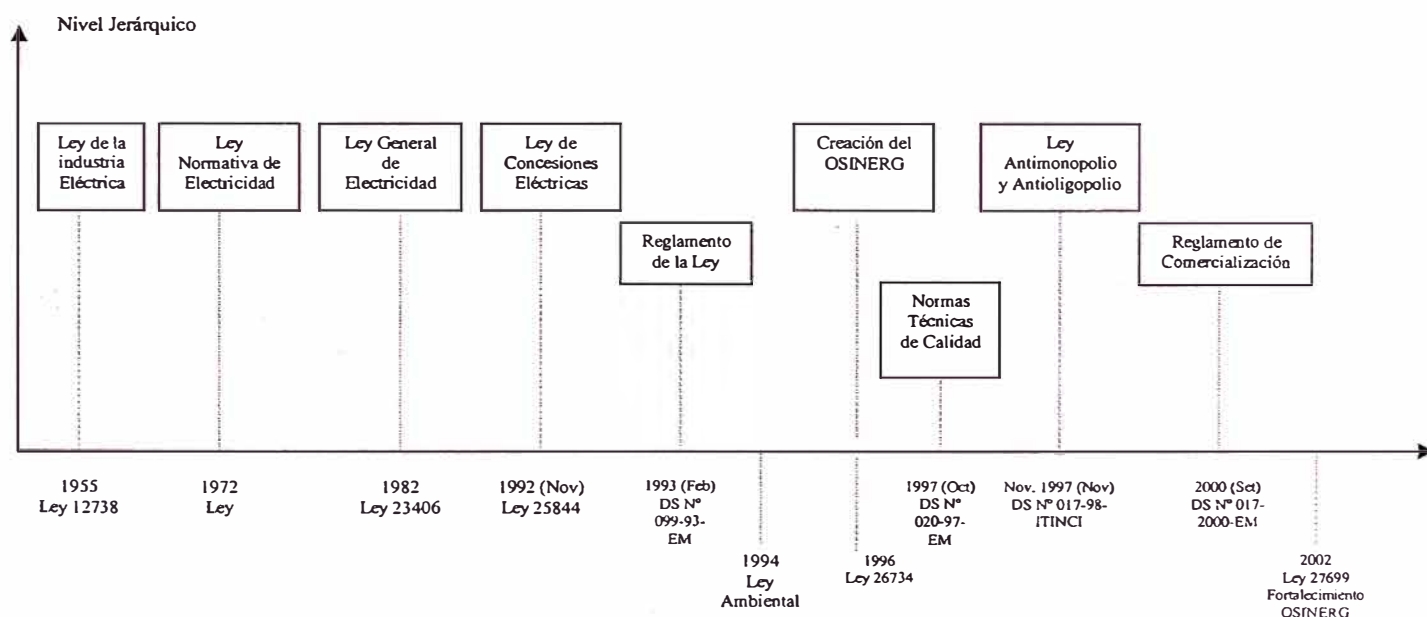 Nivel Jerárquico
Ley de la
industria
Eléctrica
Ley
Normativa de
Electricidad
Ley General
de
Electricidad
Ley de
Concesiones
Eléctricas
Reglamento
de la Ley
Creación del
OSINERG
Normas
Técnicas
de Calidad
Ley
Antimonopolio
y Antioligopolio
Reglamento de
Comercialización
1955
Ley 12738
1972
Ley
1982
Ley 23406
1992 (Nov)
Ley 25844
1993 (Feb)
DS Nº
099-93-
EM
1994
Ley
Ambiental
1996
Ley 26734
1997 (Oct)
DS Nº
020-97-
EM
Nov. 1997 (Nov)
DS Nº 017-98-
ITINCI
2000 (Set)
DS Nº 017-
2000-EM
2002
Ley 27699
Fortalecimiento
OSINERG